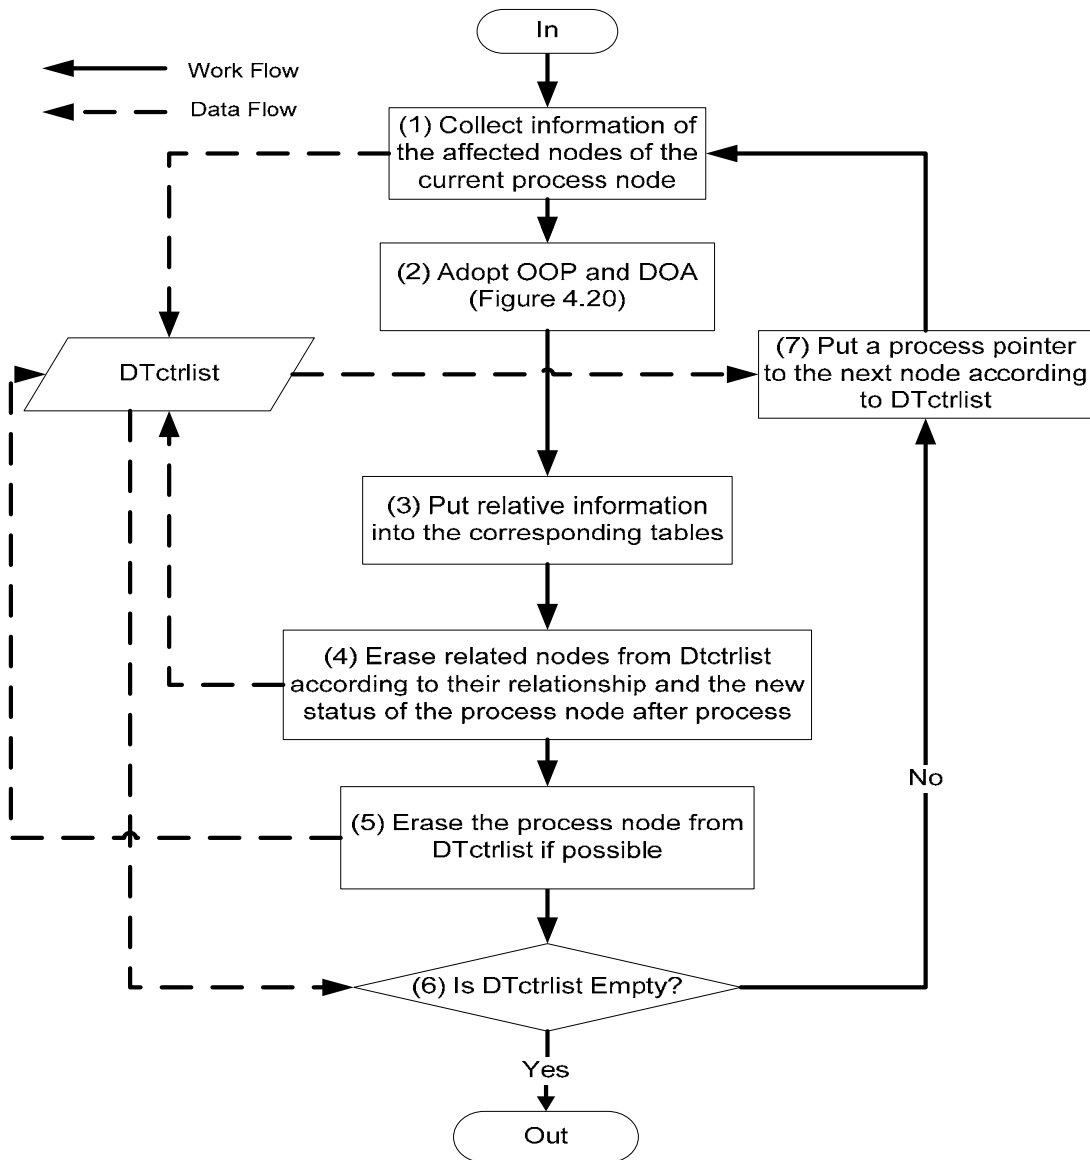 In
Work Flow
Data Flow
(1) Collect information of
the affected nodes of the
current process node
(2) Adopt OOP and DOA
(Figure 4.20)
DTctrlist
(7) Put a process pointer
to the next node according
to DTctrlist
(3) Put relative information
into the corresponding tables
(4) Erase related nodes from Dtctrlist
according to their relationship and the new
status of the process node after process
No
(5) Erase the process node from
DTctrlist if possible
(6) Is DTctrlist Empty?
Yes
Out